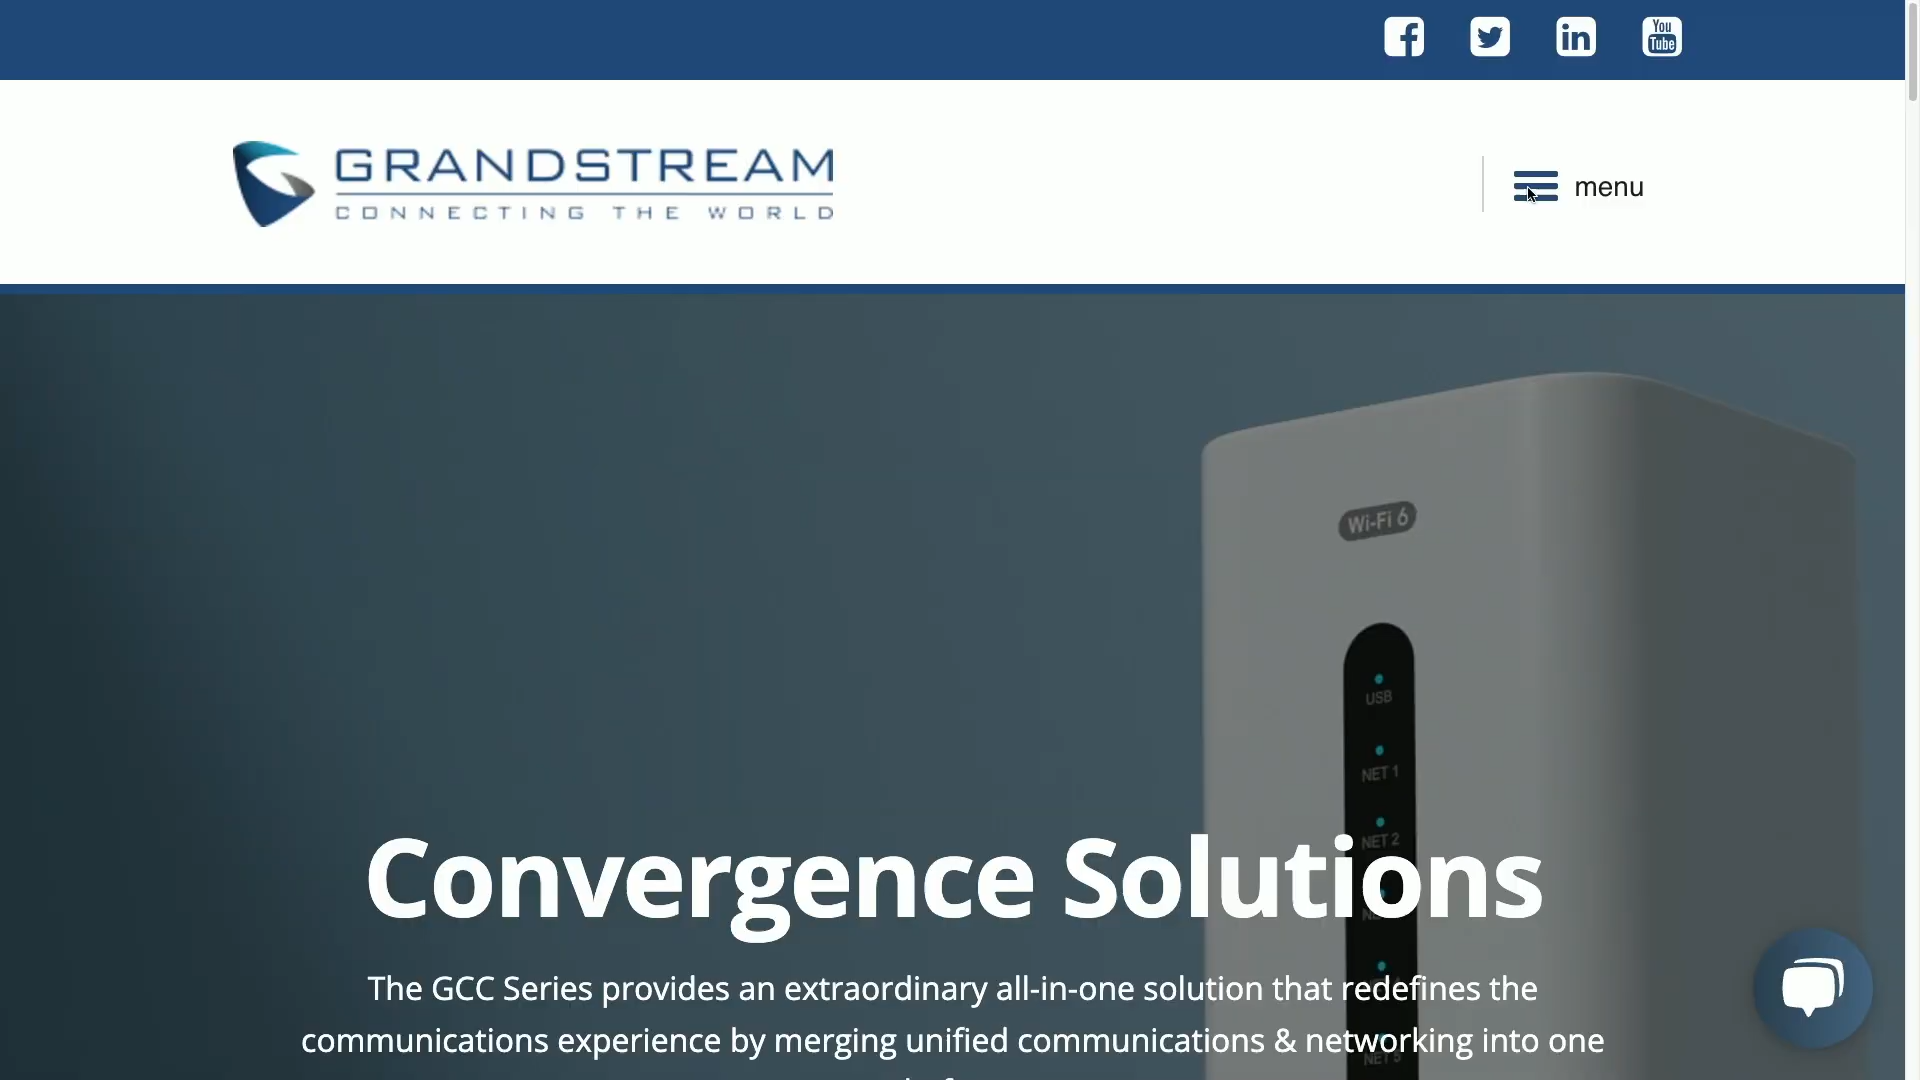 You
Tube
GRANDSTREAM
CONNECTING THE WORLD
menu
Wi-Fi 6
USB
NET 1
NET 2
Convergence Solutions
The GCC Series provides an extraordinary all-in-one solution that redefines the
communications experience by merging unified communications & networking into one
NET 5